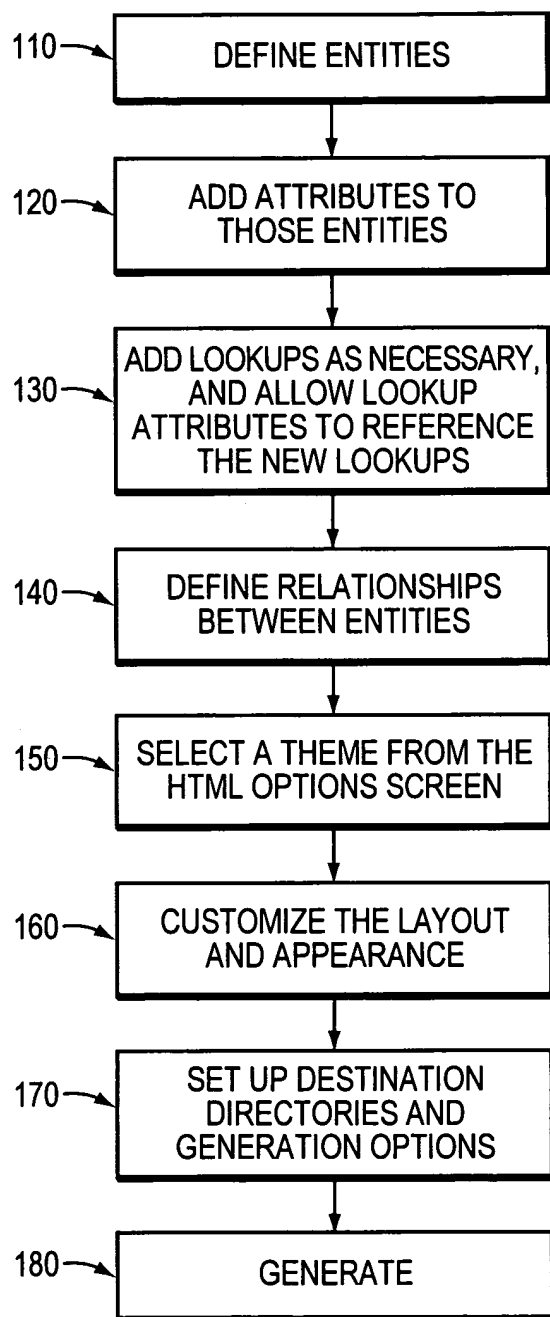 110
DEFINE ENTITIES
120
ADD ATTRIBUTES TO
THOSE ENTITIES
130
ADD LOOKUPS AS NECESSARY,
AND ALLOW LOOKUP
ATTRIBUTES TO REFERENCE
THE NEW LOOKUPS
140
DEFINE RELATIONSHIPS
BETWEEN ENTITIES
150
SELECT A THEME FROM THE
HTML OPTIONS SCREEN
160
CUSTOMIZE THE LAYOUT
AND APPEARANCE
170
SET UP DESTINATION
DIRECTORIES AND
GENERATION OPTIONS
180
GENERATE